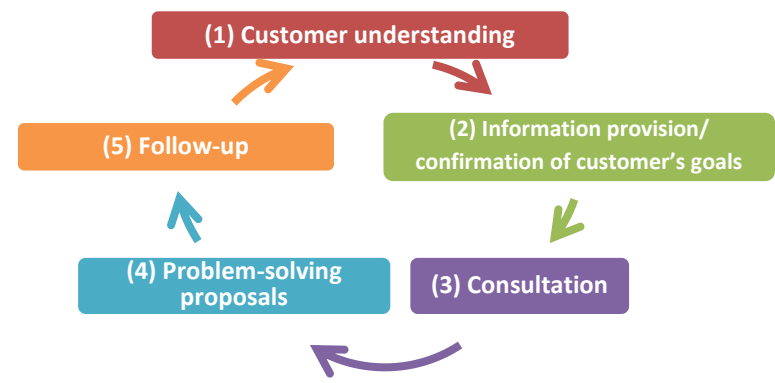 (1) Customer understanding
(2) Information provision/
confirmation of customer’s goals
(3) Consultation
(4) Problem-solving
proposals
(5) Follow-up